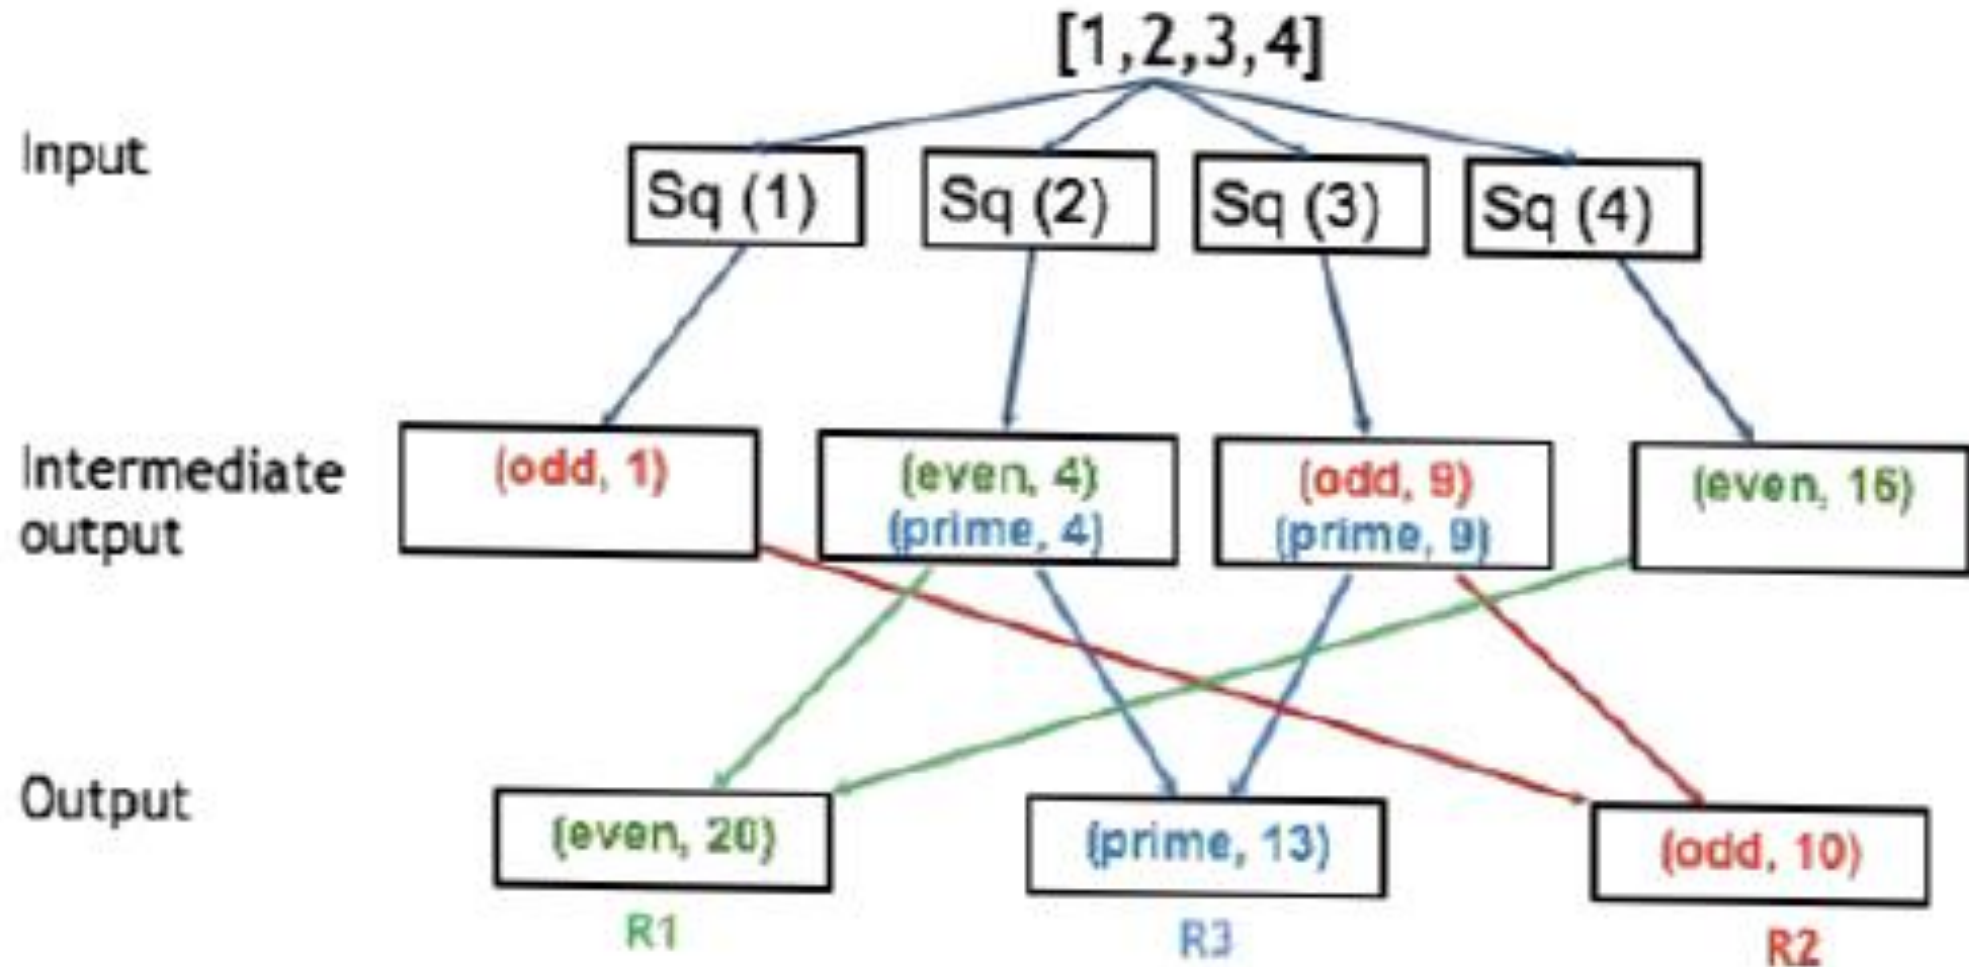 [1,2,3,4]
Input
Sq (1)
Sq (2)
Sq (3)
Sq (4)
Intermediate
output
(odd, 1)
(even, 4)
(prime, 4)
(odd, 9)
(prime, 9)
(even, 16)
Output
(even, 20)
(prime, 13)
(odd, 10)
R1
R3
R2